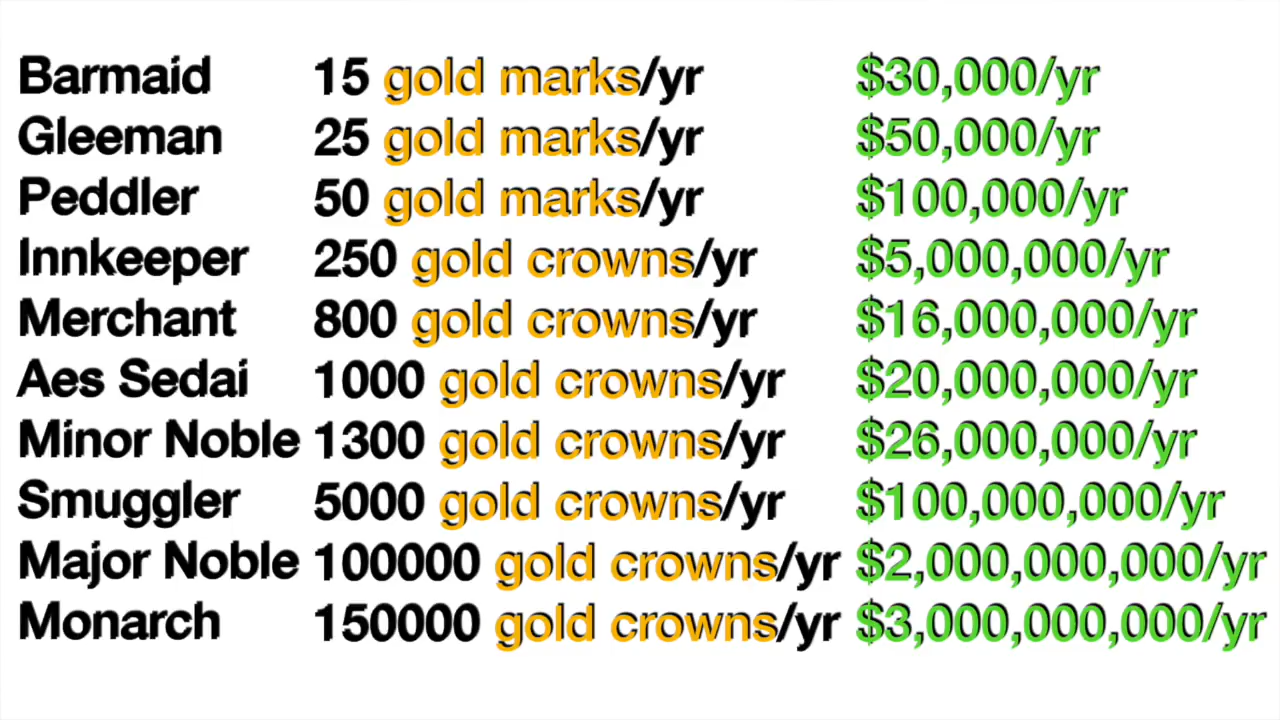 Barmaid 15 gold marks/yr $30,000/yr
Gleeman 25 gold marks/yr $50,000/yr
Peddler 50 gold marks/yr $100,000/yr
Innkeeper 250 gold crowns/yr $5,000,000/yr
Merchant 800 gold crowns/yr $16,000,000/yr
Aes Sedai 1000 gold crowns/yr $20,000,000/yr
Minor Noble 1300 gold crowns/yr $26,000,000/yr
Smuggler 5000 gold crowns/yr $100,000,000/yr
Major Noble 100000 gold crowns/yr $2,000,000,000/yr
Monarch 150000 gold crowns/yr $3,000,000,000/yr